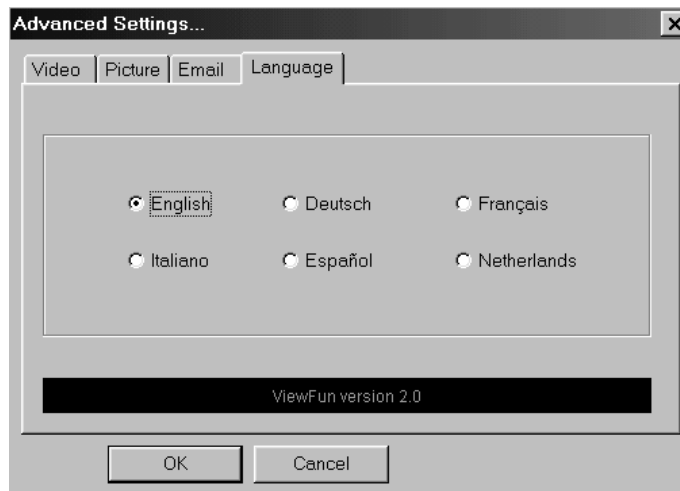 Advanced Settings...
Video Picture Email Language
English Deutsch Français
Italiano Español Netherlands
ViewFun version 2.0
OK Cancel